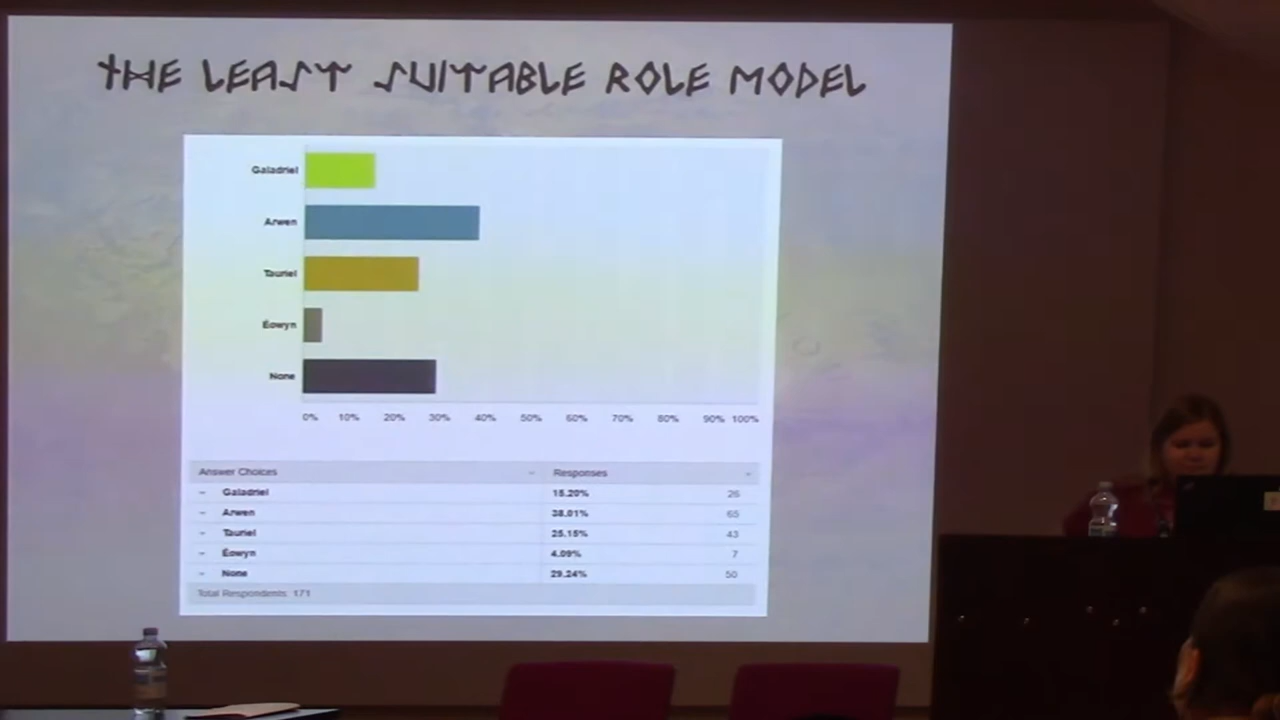 THE LEAST SUITABLE ROLE MODEL
Galadriel
Arwen
Tauriel
Éowyn
None
0% 10% 20% 30% 40% 50% 60% 70% 80% 90% 100%
Answer Choices Responses
Galadriel 15.20% 26
Arwen 38.01% 65
Tauriel 25.15% 43
Éowyn 4.09% 7
None 29.24% 50
Total Respondents: 171